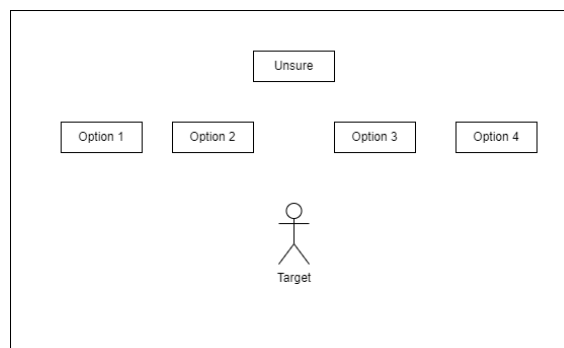 Unsure
Option 1
Option 2
Option 3
Option 4
Target